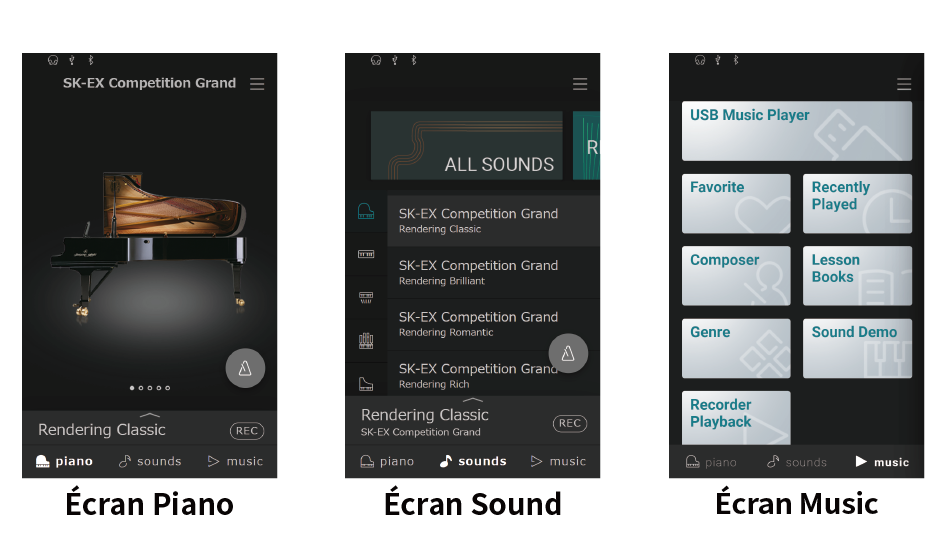 SK-EX Competition Grand
Rendering Classic
REC
piano
sounds
music
Écran Piano
ALL SOUNDS
R
SK-EX Competition Grand
Rendering Classic
SK-EX Competition Grand
Rendering Brilliant
SK-EX Competition Grand
Rendering Romantic
SK-EX Competition Grand
Rendering Rich
Rendering Classic
SK-EX Competition Grand
REC
piano
sounds
music
Écran Sound
USB Music Player
Favorite
Recently
Played
Composer
Lesson
Books
Genre
Sound Demo
Recorder
Playback
piano
sounds
music
Écran Music